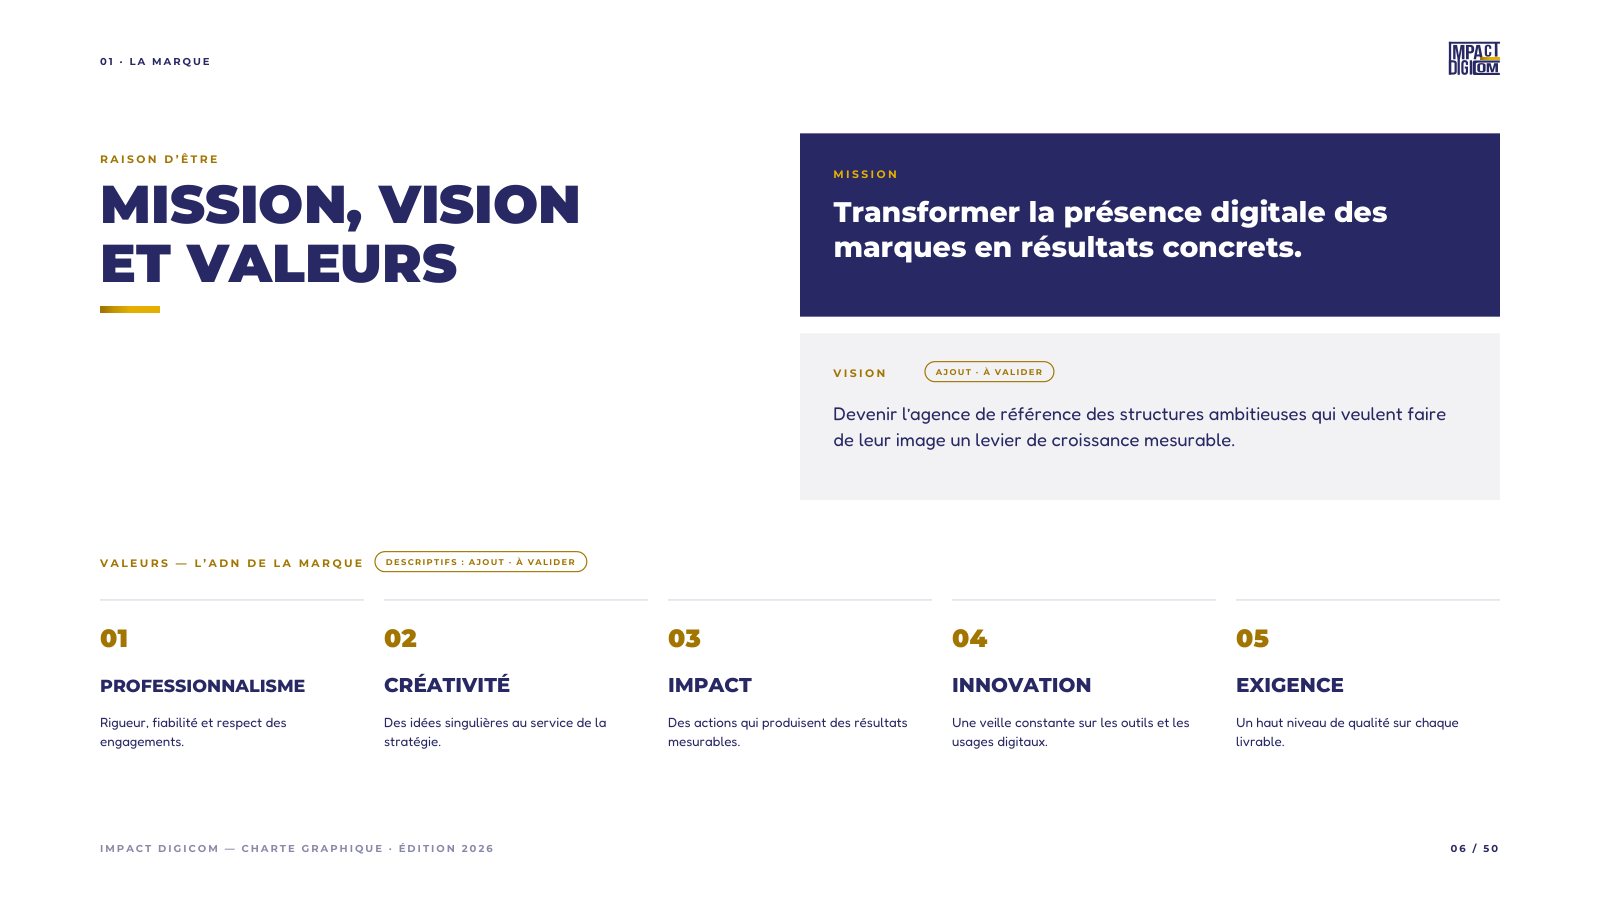 01 · LA MARQUE
IMPACT
DIGICOM
RAISON D’ÊTRE
MISSION, VISION
ET VALEURS
MISSION
Transformer la présence digitale des
marques en résultats concrets.
VISION
AJOUT · À VALIDER
Devenir l’agence de référence des structures ambitieuses qui veulent faire
de leur image un levier de croissance mesurable.
VALEURS — L’ADN DE LA MARQUE
DESCRIPTIFS : AJOUT · À VALIDER
01
PROFESSIONNALISME
Rigueur, fiabilité et respect des
engagements.
02
CRÉATIVITÉ
Des idées singulières au service de la
stratégie.
03
IMPACT
Des actions qui produisent des résultats
mesurables.
04
INNOVATION
Une veille constante sur les outils et les
usages digitaux.
05
EXIGENCE
Un haut niveau de qualité sur chaque
livrable.
IMPACT DIGICOM — CHARTE GRAPHIQUE · ÉDITION 2026
06 / 50